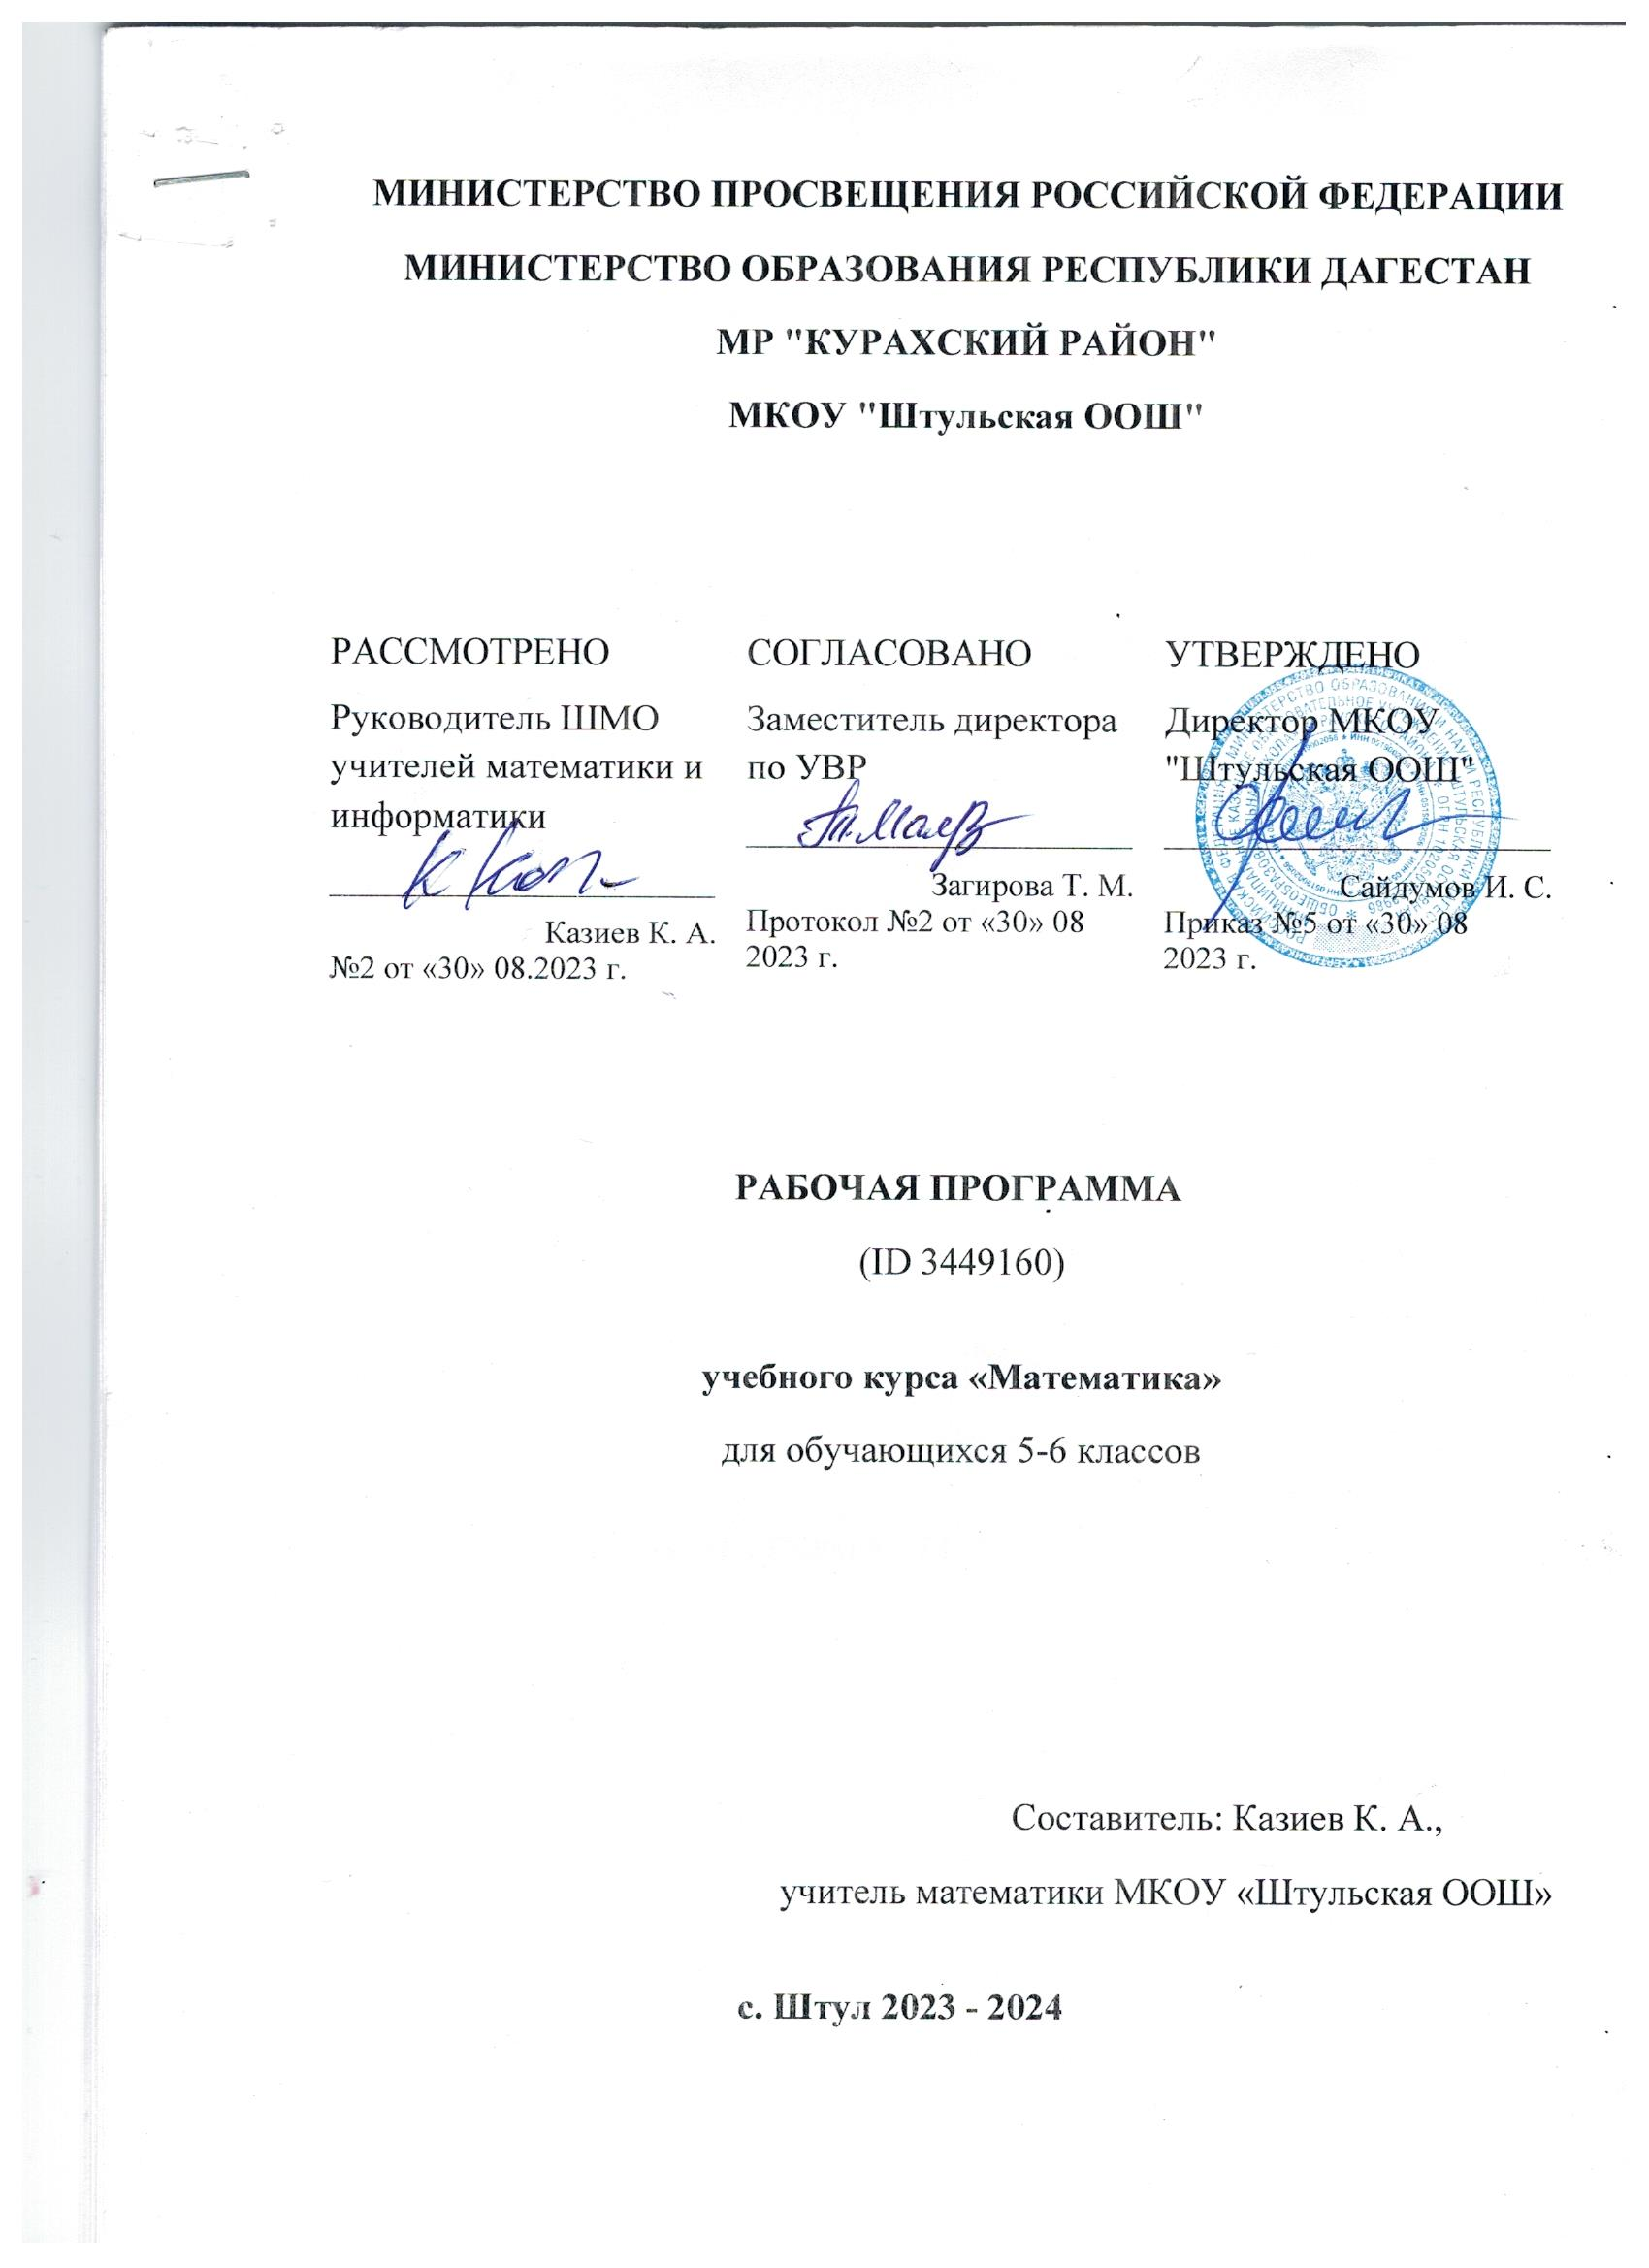 МИНИСТЕРСТВО ПРОСВЕЩЕНИЯ РОССИЙСКОЙ ФЕДЕРАЦИИ
МИНИСТЕРСТВО ОБРАЗОВАНИЯ РЕСПУБЛИКИ ДАГЕСТАН
МР "КУРАХСКИЙ РАЙОН"
МКОУ "Штульская ООШ"
РАССМОТРЕНО
Руководитель ШМО
учителей математики и
информатики
Казиев К. А.
№2 от «30» 08.2023 г.
СОГЛАСОВАНО
Заместитель директора
по УВР
Загирова Т. М.
Протокол №2 от «30» 08
2023 г.
УТВЕРЖДЕНО
Директор МКОУ
"Штульская ООШ"
Сайдумов И. С.
Приказ №5 от «30» 08
2023 г.
РАБОЧАЯ ПРОГРАММА
(ID 3449160)
учебного курса «Математика»
для обучающихся 5-6 классов
Составитель: Казиев К. А.,
учитель математики МКОУ «Штульская ООШ»
с. Штул 2023 - 2024